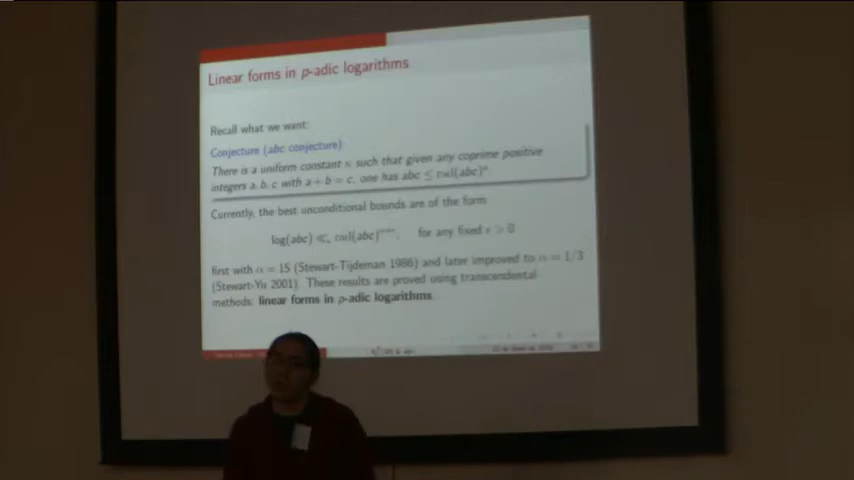 Linear forms in p-adic logarithms
Recall what we want:
Conjecture (abc conjecture)
There is a uniform constant κ such that given any coprime positive
integers a, b, c with a + b = c, one has abc ≤ rad(abc)^κ.
Currently, the best unconditional bounds are of the form
log(abc) ≪_ε rad(abc)^{α+ε}, for any fixed ε > 0
first with α = 15 (Stewart-Tijdeman 1986) and later improved to α = 1/3
(Stewart-Yu 2001). These results are proved using transcendental
methods: linear forms in p-adic logarithms.